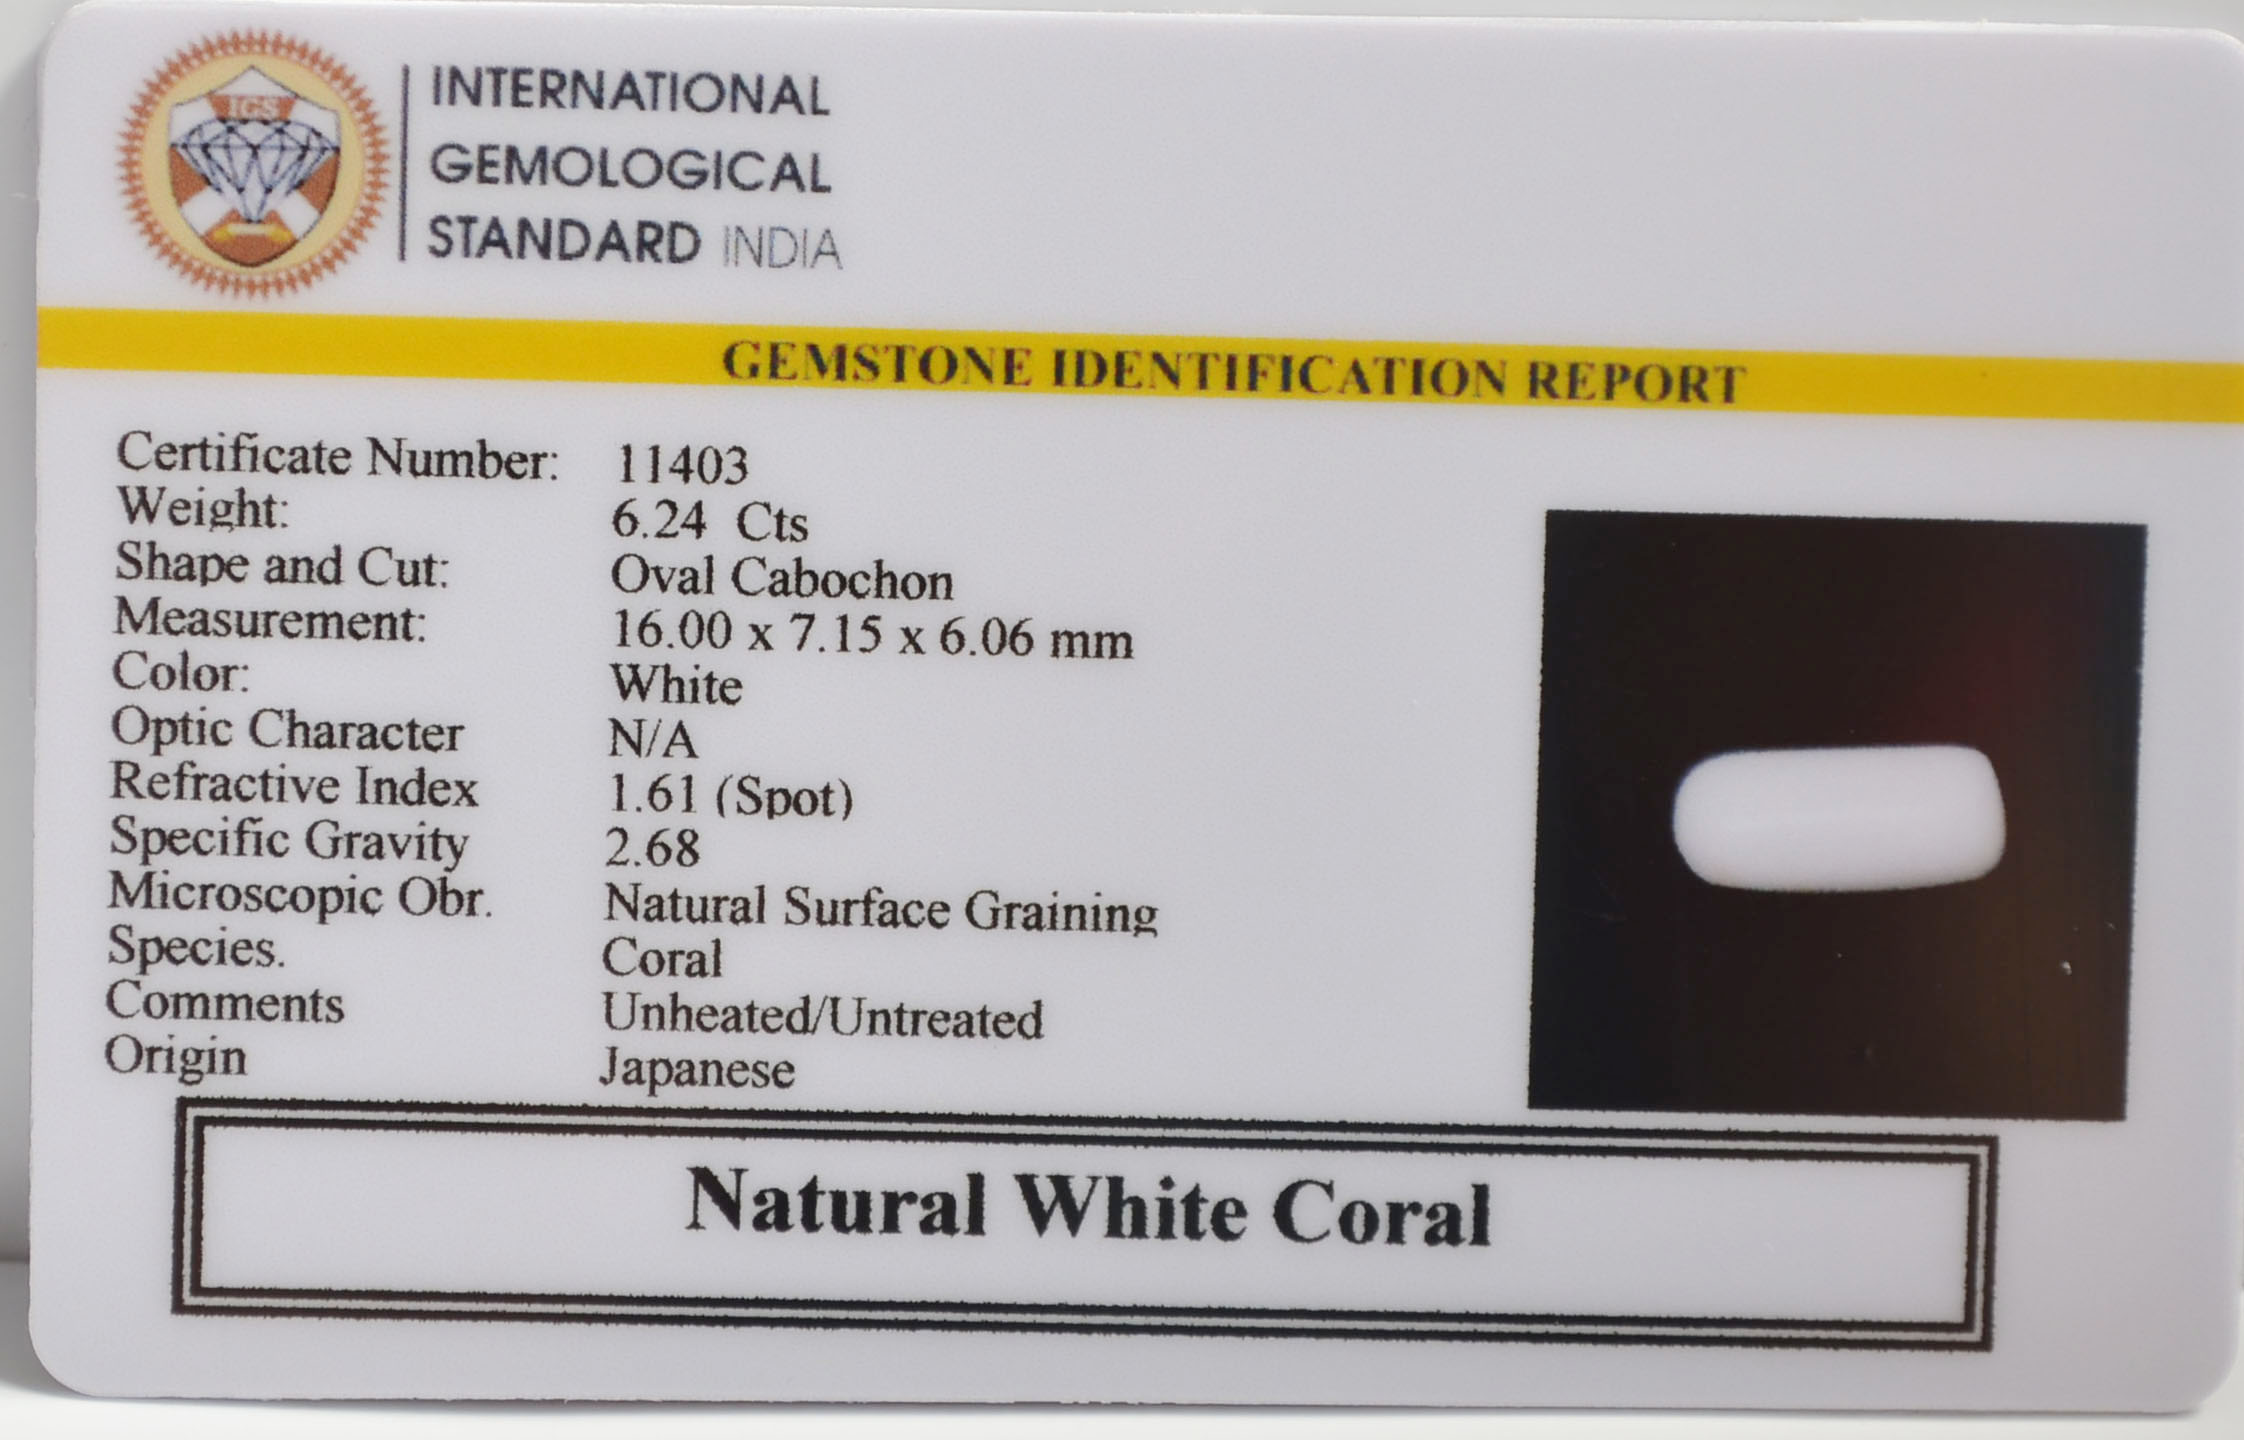 IGS
INTERNATIONAL
GEMOLOGICAL
STANDARD INDIA
GEMSTONE IDENTIFICATION REPORT
Certificate Number: 11403
Weight: 6.24 Cts
Shape and Cut: Oval Cabochon
Measurement: 16.00 x 7.15 x 6.06 mm
Color: White
Optic Character N/A
Refractive Index 1.61 (Spot)
Specific Gravity 2.68
Microscopic Obr. Natural Surface Graining
Species. Coral
Comments Unheated/Untreated
Origin Japanese
Natural White Coral